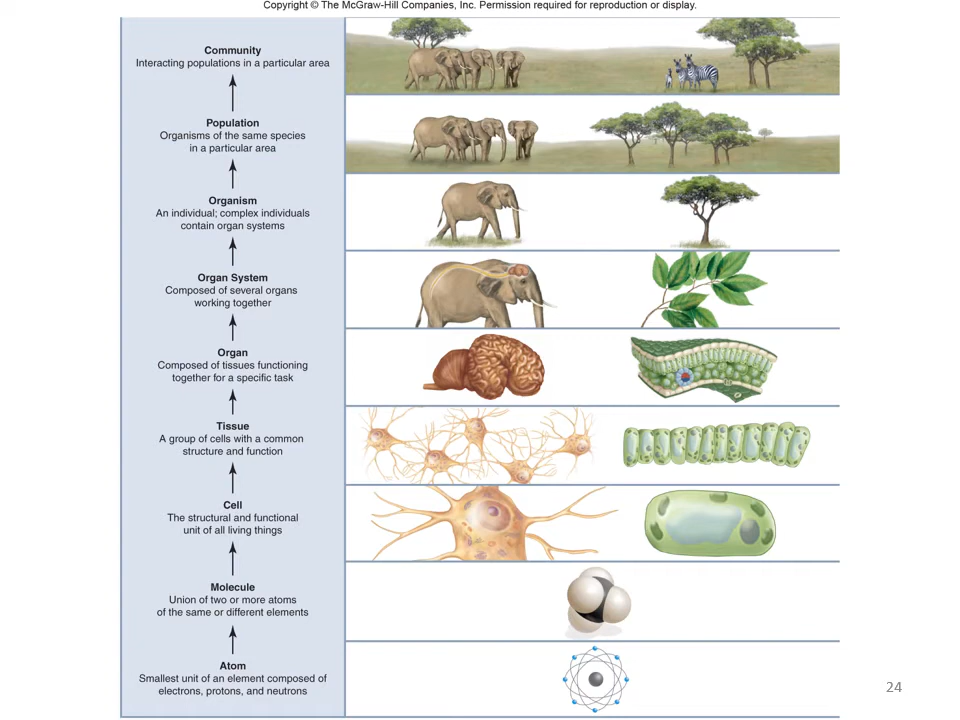 Copyright © The McGraw-Hill Companies, Inc. Permission required for reproduction or display.
Community
Interacting populations in a particular area
Population
Organisms of the same species
in a particular area
Organism
An individual; complex individuals
contain organ systems
Organ System
Composed of several organs
working together
Organ
Composed of tissues functioning
together for a specific task
Tissue
A group of cells with a common
structure and function
Cell
The structural and functional
unit of all living things
Molecule
Union of two or more atoms
of the same or different elements
Atom
Smallest unit of an element composed of
electrons, protons, and neutrons
24